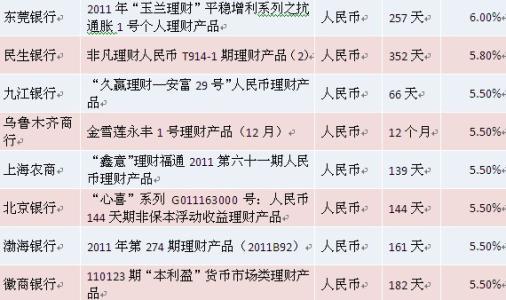 东莞银行
2011 年“玉兰理财”平稳增利系列之抗
通胀 1 号个人理财产品
人民币
257 天
6.00%
民生银行
非凡理财人民币 T914-1 期理财产品（2）
人民币
352 天
5.80%
九江银行
“久赢理财—安富 29 号”人民币理财产
品
人民币
66 天
5.50%
乌鲁木齐商
行
金雪莲永丰 1 号理财产品（12 月）
人民币
12 个月
5.50%
上海农商
“鑫意”理财福通 2011 第六十一期人民
币理财产品
人民币
139 天
5.50%
北京银行
“心喜”系列 G011163000 号：人民币
144 天期非保本浮动收益理财产品
人民币
144 天
5.50%
渤海银行
2011 年第 274 期理财产品（2011B92）
人民币
161 天
5.50%
徽商银行
110123 期“本利盈”货币市场类理财产
品
人民币
182 天
5.50%